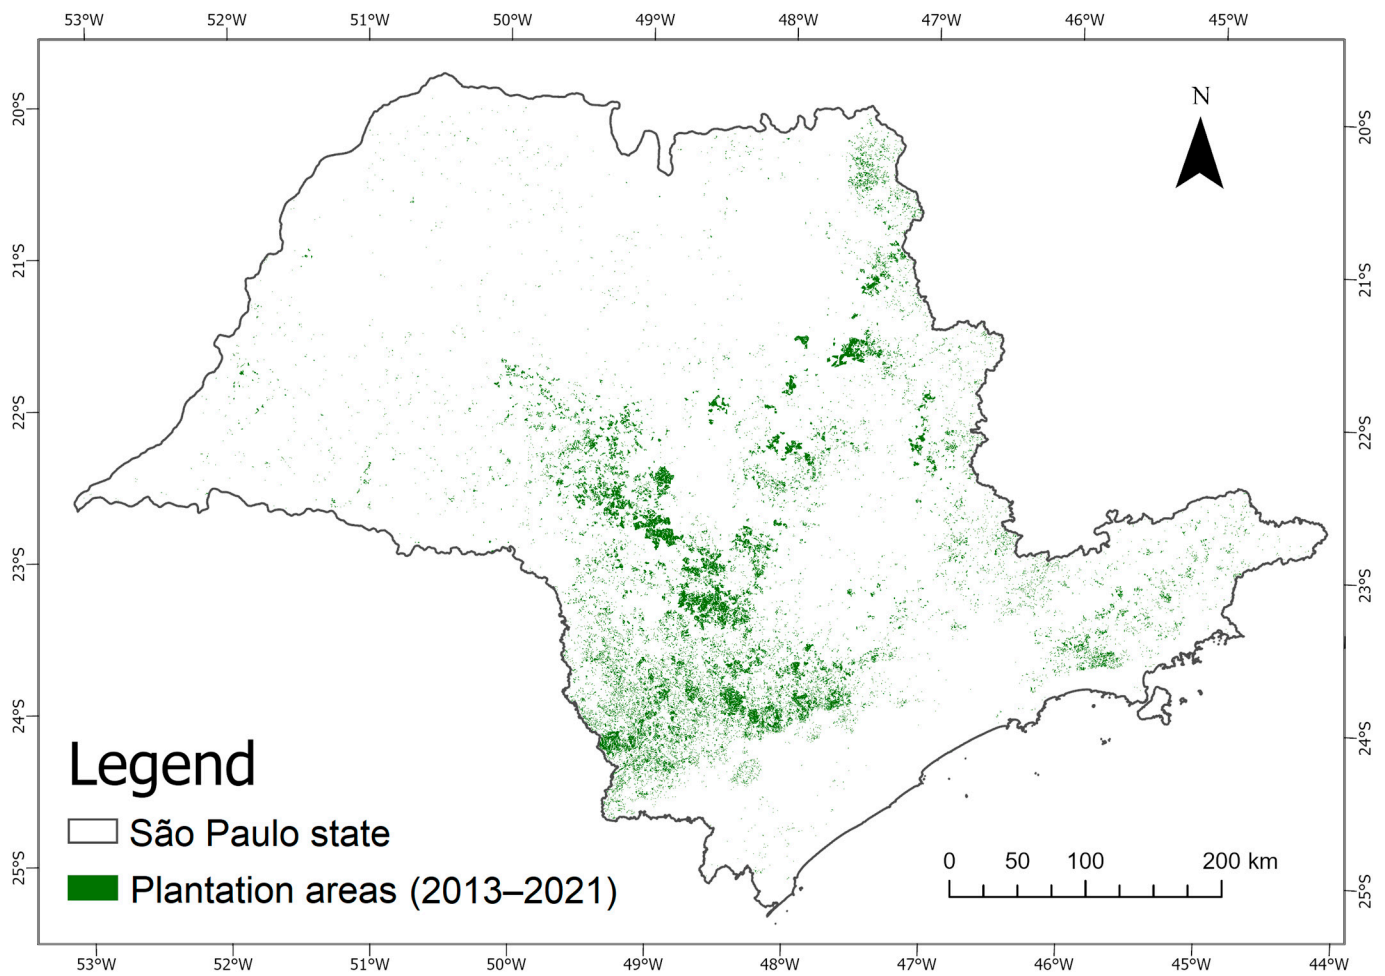 53°W 52°W 51°W 50°W 49°W 48°W 47°W 46°W 45°W
20°S
21°S
22°S
23°S
24°S
25°S
N
20°S
21°S
22°S
23°S
24°S
25°S
Legend
São Paulo state
Plantation areas (2013–2021)
0 50 100 200 km
53°W 52°W 51°W 50°W 49°W 48°W 47°W 46°W 45°W 44°W